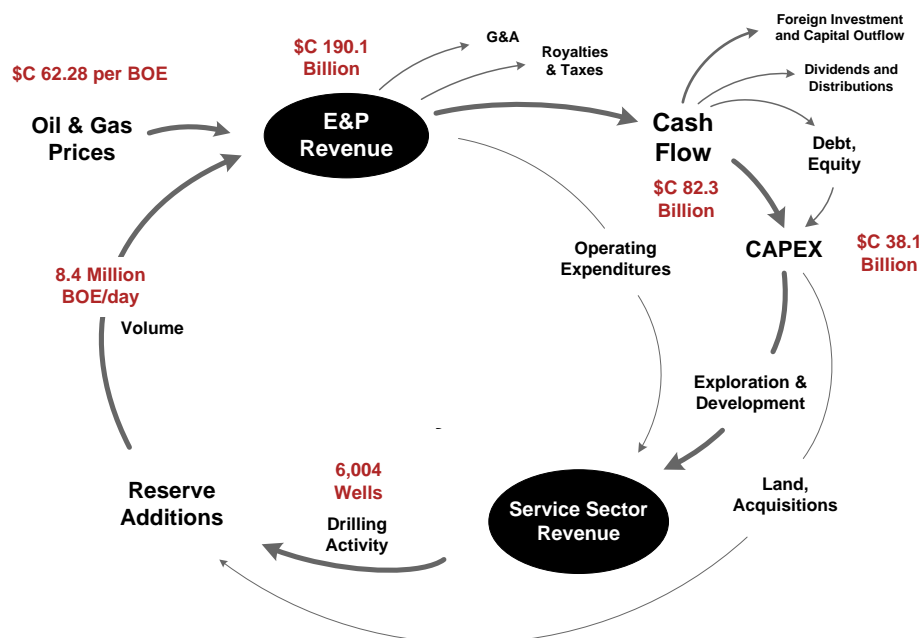 Foreign Investment
and Capital Outflow
$C 190.1
Billion
G&A
Royalties
& Taxes
$C 62.28 per BOE
Dividends and
Distributions
Oil & Gas
Prices
E&P
Revenue
Cash
Flow
Debt,
Equity
$C 82.3
Billion
Operating
Expenditures
CAPEX
$C 38.1
Billion
8.4 Million
BOE/day
Volume
Exploration &
Development
6,004
Wells
Drilling
Activity
Reserve
Additions
Service Sector
Revenue
Land,
Acquisitions